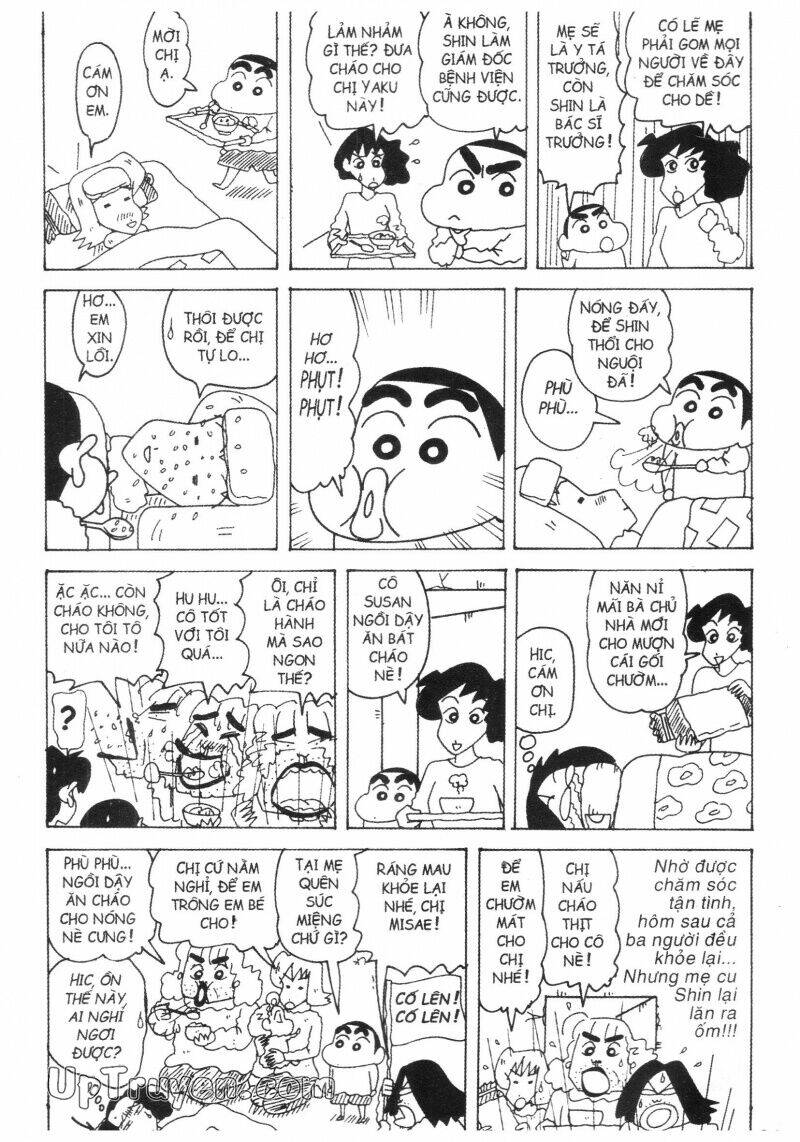 CÓ LẼ MẸ
PHẢI GOM MỌI
NGƯỜI VỀ ĐÂY
ĐỂ CHĂM SÓC
CHO DỄ!
MẸ SẼ
LÀ Y TÁ
TRƯỞNG,
CÒN
SHIN LÀ
BÁC SĨ
TRƯỞNG!
À KHÔNG,
SHIN LÀM
GIÁM ĐỐC
BỆNH VIỆN
CŨNG ĐƯỢC.
LẢM NHẢM
GÌ THẾ? ĐƯA
CHÁO CHO
CHỊ YAKU
NÀY!
MỜI
CHỊ
Ạ.
CÁM
ƠN
EM.
NÓNG ĐẤY,
ĐỂ SHIN
THỔI CHO
NGUỘI
ĐÃ!
PHÙ
PHÙ...
HƠ
HƠ...
PHỤT!
PHỤT!
THÔI ĐƯỢC
RỒI, ĐỂ CHỊ
TỰ LO...
HƠ...
EM
XIN
LỖI.
NĂN NỈ
MÃI BÀ CHỦ
NHÀ MỚI
CHO MƯỢN
CÁI GÓI
CHƯỜM...
HIC,
CÁM
ƠN
CHỊ.
CÔ
SUSAN
NGỒI DẬY
ĂN BÁT
CHÁO
NÈ!
ÔI, CHỈ
LÀ CHÁO
HÀNH
MÀ SAO
NGON
THẾ?
HU HU...
CÔ TỐT
VỚI TÔI
QUÁ...
ẶC ẶC... CÒN
CHÁO KHÔNG,
CHO TÔI TÔ
NỮA NÀO!
?
Nhờ được
chăm sóc
tận tình,
hôm sau cả
ba người đều
khỏe lại...
Nhưng mẹ cu
Shin lại
lăn ra
ốm!!!
CHỊ
NẤU
CHÁO
THỊT
CHO CÔ NÈ!
ĐỂ
EM
CHƯỜM
MÁT
CHO
CHỊ
NHÉ!
RÁNG MAU
KHỎE LẠI
NHÉ, CHỊ
MISAE!
CỐ LÊN!
CỐ LÊN!
TẠI MẸ
QUÊN
SÚC
MIỆNG
CHỨ GÌ?
CHỊ CỨ NẰM
NGHỈ, ĐỂ EM
TRÔNG EM BÉ
CHO!
PHÙ PHÙ...
NGỒI DẬY
ĂN CHÁO
CHO NÓNG
NÈ CƯNG!
HIC, ỒN
THẾ NÀY,
AI NGHỈ
NGƠI
ĐƯỢC?
UpTruyen.com